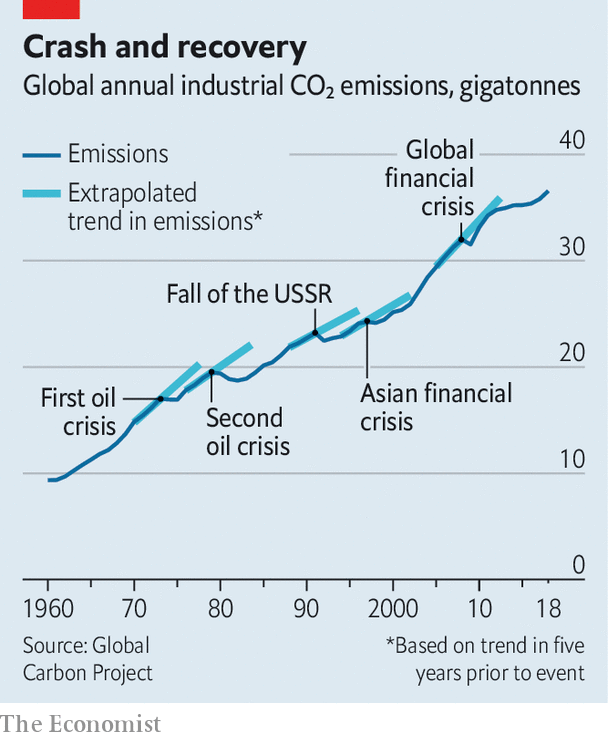 Crash and recovery
Global annual industrial CO₂ emissions, gigatonnes
Emissions
Extrapolated
trend in emissions*
40
Global
financial
crisis
30
Fall of the USSR
20
First oil
crisis
Second
oil crisis
Asian financial
crisis
10
0
1960 70 80 90 2000 10 18
Source: Global
Carbon Project
*Based on trend in five
years prior to event
The Economist